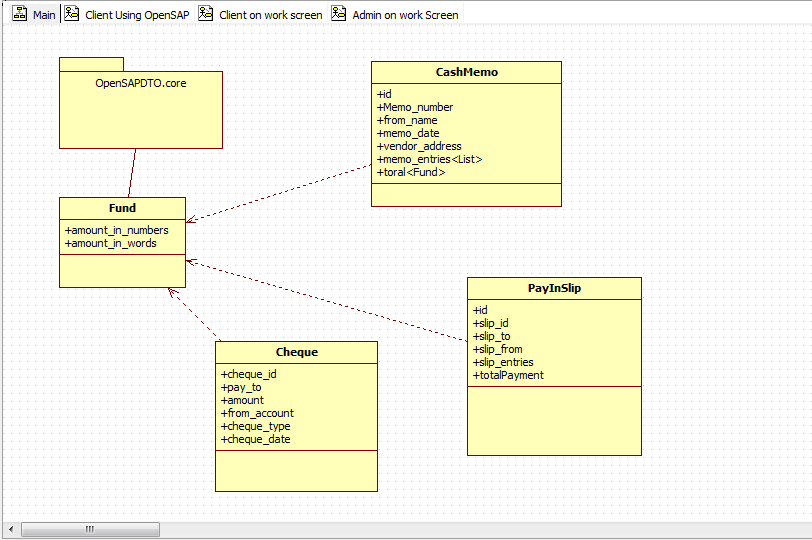 Main
Client Using OpenSAP
Client on work screen
Admin on work Screen
OpenSAPDTO.core
CashMemo
+id
+Memo_number
+from_name
+memo_date
+vendor_address
+memo_entries<List>
+toral<Fund>
Fund
+amount_in_numbers
+amount_in_words
PayInSlip
+id
+slip_id
+slip_to
+slip_from
+slip_entries
+totalPayment
Cheque
+cheque_id
+pay_to
+amount
+from_account
+cheque_type
+cheque_date